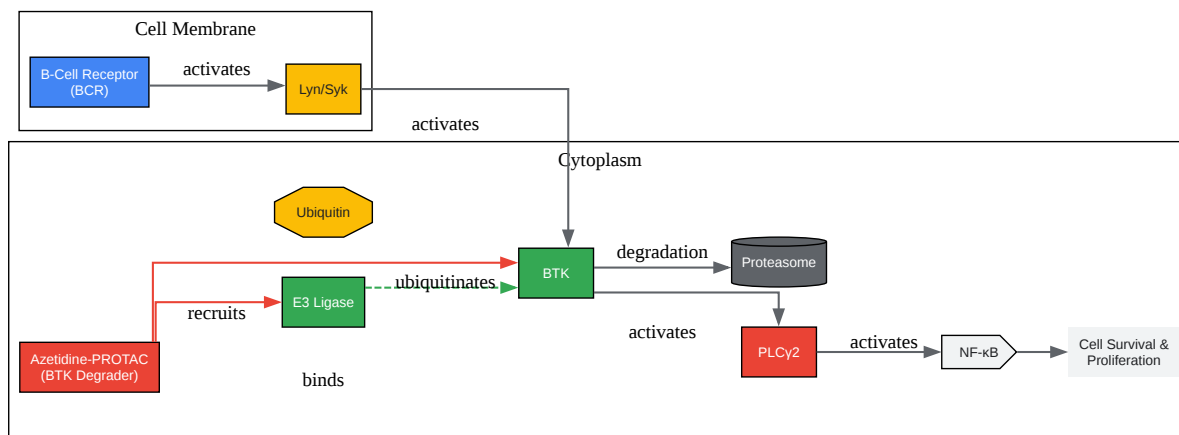 Cell Membrane
B-Cell Receptor
(BCR)
activates
Lyn/Syk
activates
Cytoplasm
Ubiquitin
BTK
degradation
Proteasome
E3 Ligase
ubiquitinates
recruits
activates
Azetidine-PROTAC
(BTK Degrader)
binds
PLCγ2
activates
NF-κB
Cell Survival &
Proliferation